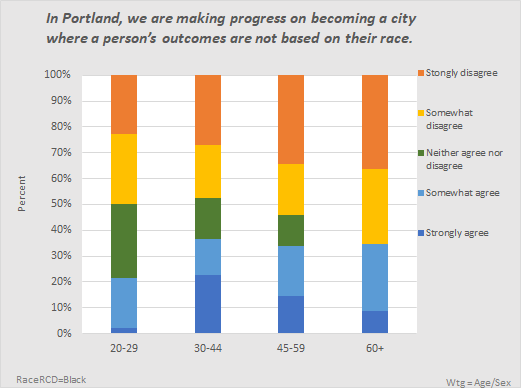 In Portland, we are making progress on becoming a city
where a person's outcomes are not based on their race.
100%
90%
80%
70%
60%
50%
40%
30%
20%
10%
0%
Percent
20-29
30-44
45-59
60+
Stongly disagree
Somewhat
disagree
Neither agree nor
disagree
Somewhat agree
Strongly agree
RaceRCD=Black
Wtg = Age/Sex